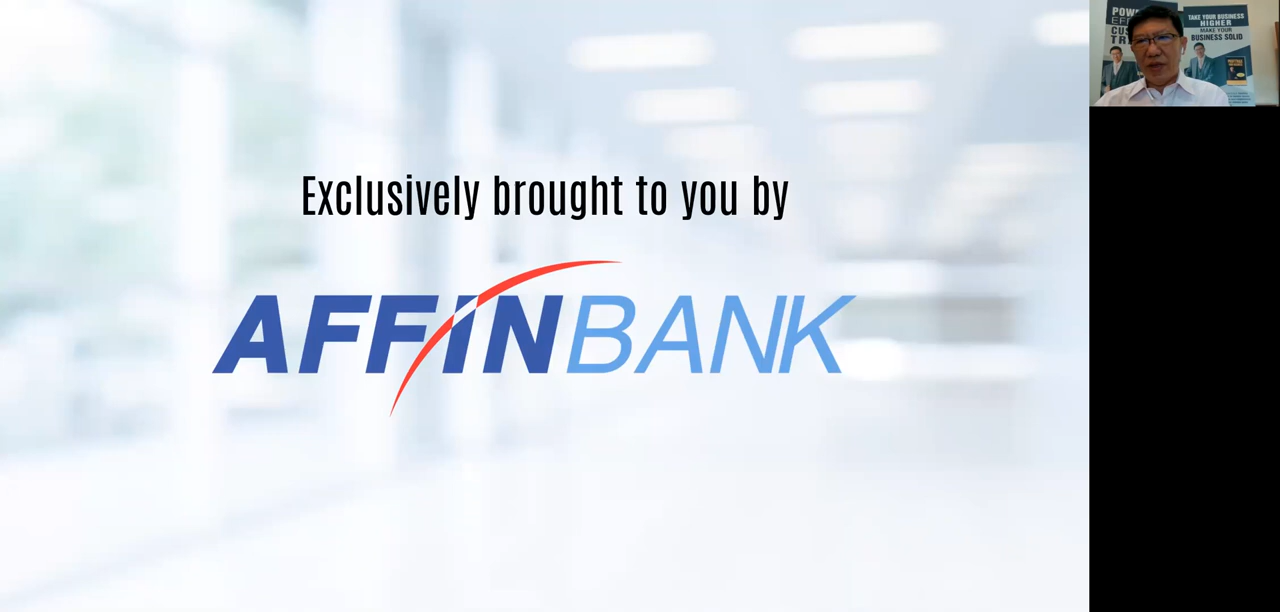 Exclusively brought to you by
AFFINBANK
TAKE YOUR BUSINESS
HIGHER
MAKE YOUR
BUSINESS SOLID